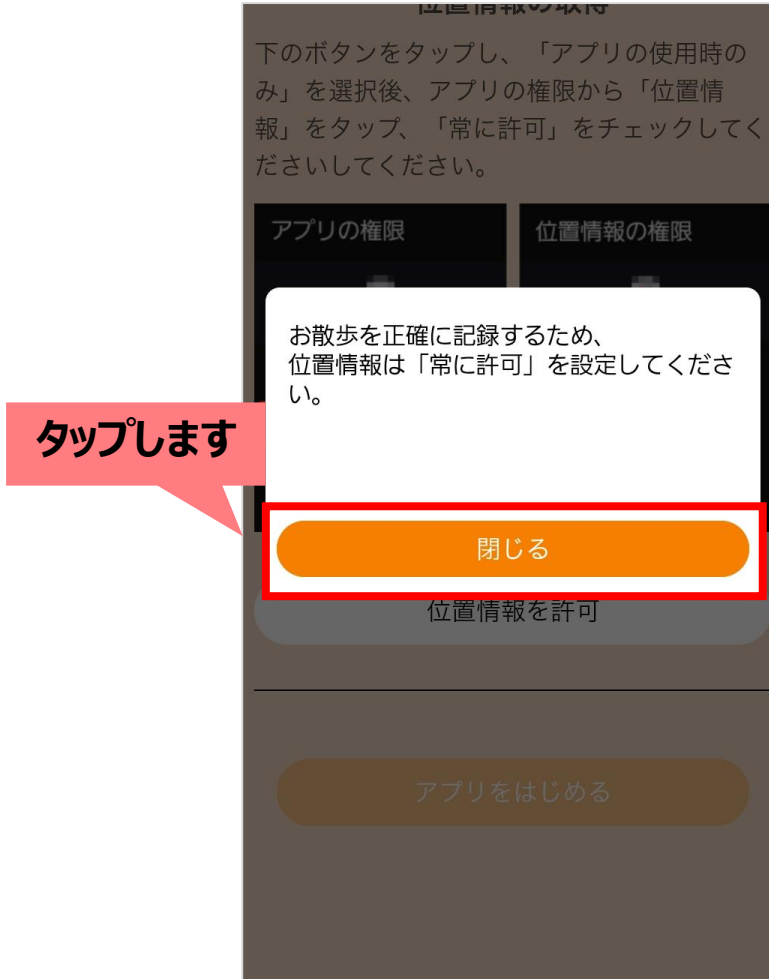 位置情報の取得
下のボタンをタップし、「アプリの使用時の
み」を選択後、アプリの権限から「位置情
報」をタップ、「常に許可」をチェックしてく
ださいしてください。
アプリの権限
位置情報の権限
お散歩を正確に記録するため、
位置情報は「常に許可」を設定してくださ
い。
タップします
閉じる
位置情報を許可
アプリをはじめる